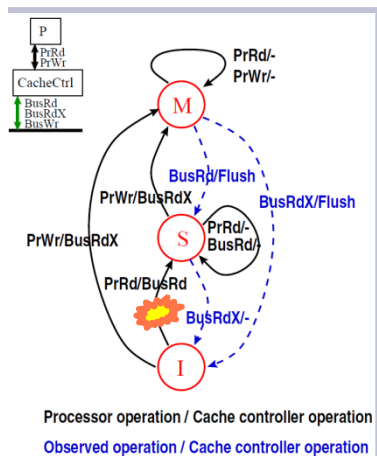 P
PrRd
PrWr
CacheCtrl
BusRd
BusRdX
BusWr
PrRd/-
PrWr/-
M
BusRd/Flush
PrWr/BusRdX
BusRdX/Flush
PrWr/BusRdX
S
PrRd/-
BusRd/-
PrRd/BusRd
BusRdX/-
I
Processor operation / Cache controller operation
Observed operation / Cache controller operation